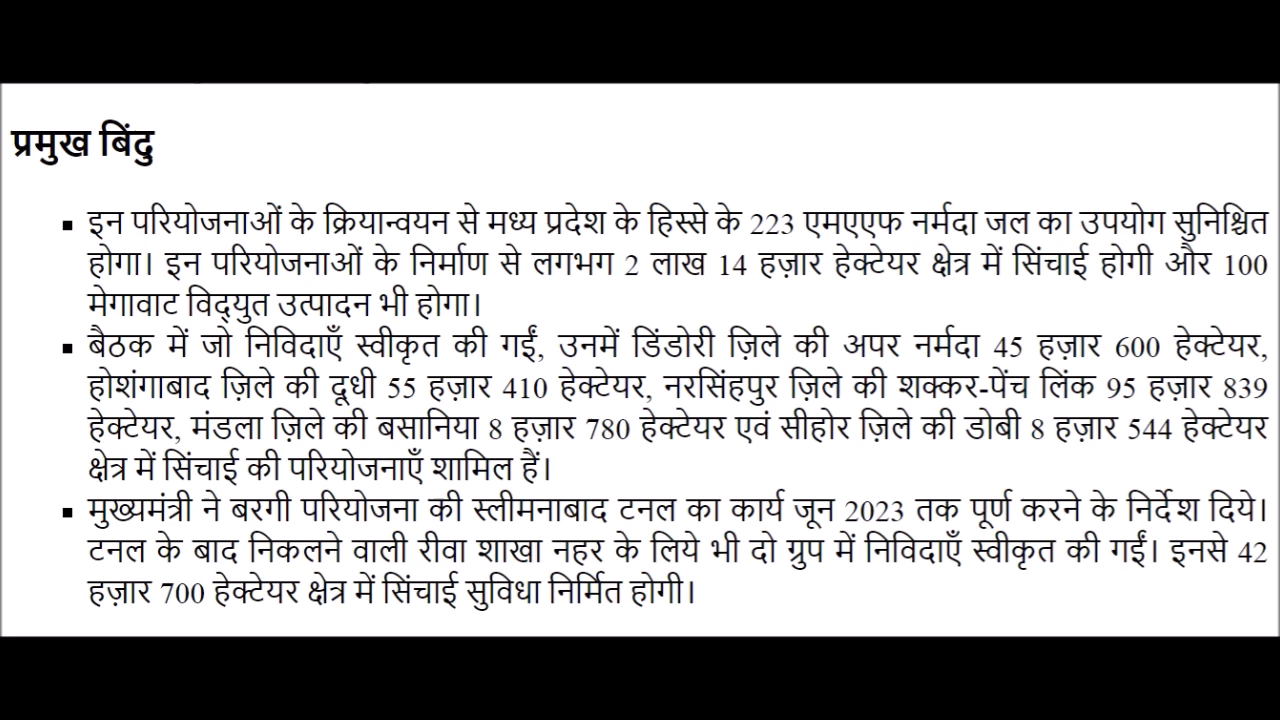 प्रमुख बिंदु
▪ इन परियोजनाओं के क्रियान्वयन से मध्य प्रदेश के हिस्से के 223 एमएएफ नर्मदा जल का उपयोग सुनिश्चित
होगा। इन परियोजनाओं के निर्माण से लगभग 2 लाख 14 हज़ार हेक्टेयर क्षेत्र में सिंचाई होगी और 100
मेगावाट विद्युत उत्पादन भी होगा।
▪ बैठक में जो निविदाएँ स्वीकृत की गईं, उनमें डिंडोरी ज़िले की अपर नर्मदा 45 हज़ार 600 हेक्टेयर,
होशंगाबाद ज़िले की दूधी 55 हज़ार 410 हेक्टेयर, नरसिंहपुर ज़िले की शक्कर-पेंच लिंक 95 हज़ार 839
हेक्टेयर, मंडला ज़िले की बसानिया 8 हज़ार 780 हेक्टेयर एवं सीहोर ज़िले की डोबी 8 हज़ार 544 हेक्टेयर
क्षेत्र में सिंचाई की परियोजनाएँ शामिल हैं।
▪ मुख्यमंत्री ने बरगी परियोजना की स्लीमनाबाद टनल का कार्य जून 2023 तक पूर्ण करने के निर्देश दिये।
टनल के बाद निकलने वाली रीवा शाखा नहर के लिये भी दो ग्रुप में निविदाएँ स्वीकृत की गईं। इनसे 42
हज़ार 700 हेक्टेयर क्षेत्र में सिंचाई सुविधा निर्मित होगी।